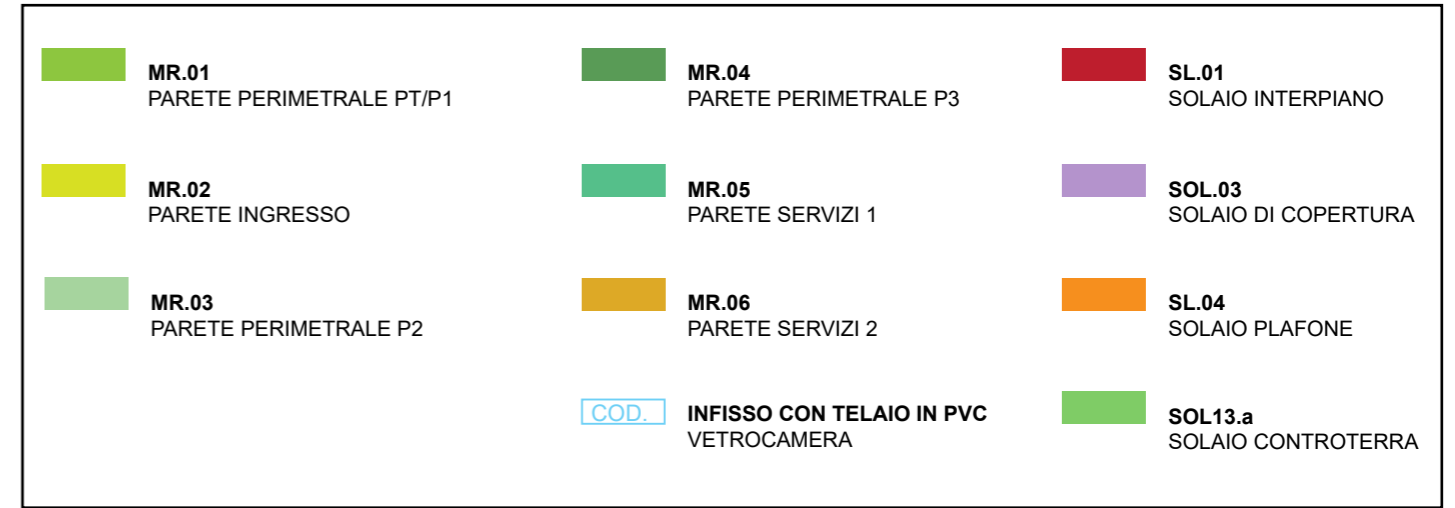 MR.01
PARETE PERIMETRALE PT/P1
MR.02
PARETE INGRESSO
MR.03
PARETE PERIMETRALE P2
MR.04
PARETE PERIMETRALE P3
MR.05
PARETE SERVIZI 1
MR.06
PARETE SERVIZI 2
COD.
INFISSO CON TELAIO IN PVC
VETROCAMERA
SL.01
SOLAIO INTERPIANO
SOL.03
SOLAIO DI COPERTURA
SL.04
SOLAIO PLAFONE
SOL13.a
SOLAIO CONTROTERRA